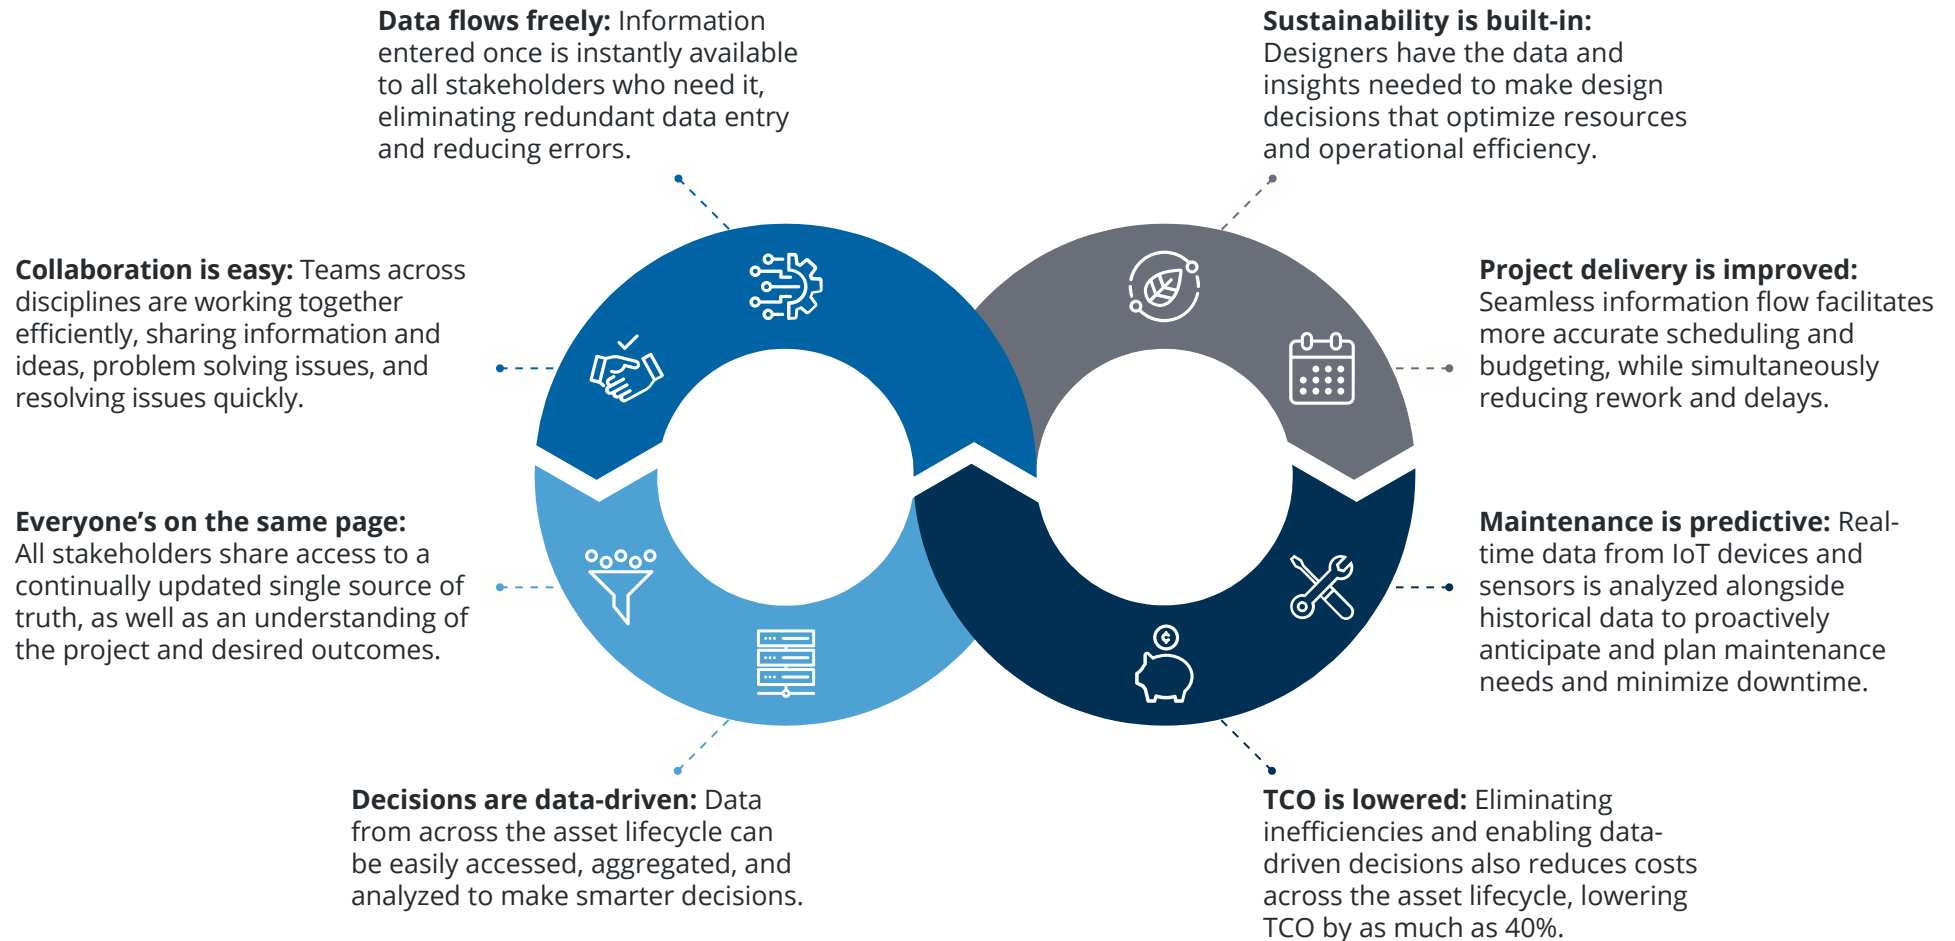 Data flows freely: Information
entered once is instantly available
to all stakeholders who need it,
eliminating redundant data entry
and reducing errors.
Sustainability is built-in:
Designers have the data and
insights needed to make design
decisions that optimize resources
and operational efficiency.
Collaboration is easy: Teams across
disciplines are working together
efficiently, sharing information and
ideas, problem solving issues, and
resolving issues quickly.
Project delivery is improved:
Seamless information flow facilitates
more accurate scheduling and
budgeting, while simultaneously
reducing rework and delays.
Everyone’s on the same page:
All stakeholders share access to a
continually updated single source of
truth, as well as an understanding of
the project and desired outcomes.
Maintenance is predictive: Real-
time data from IoT devices and
sensors is analyzed alongside
historical data to proactively
anticipate and plan maintenance
needs and minimize downtime.
Decisions are data-driven: Data
from across the asset lifecycle can
be easily accessed, aggregated, and
analyzed to make smarter decisions.
TCO is lowered: Eliminating
inefficiencies and enabling data-
driven decisions also reduces costs
across the asset lifecycle, lowering
TCO by as much as 40%.